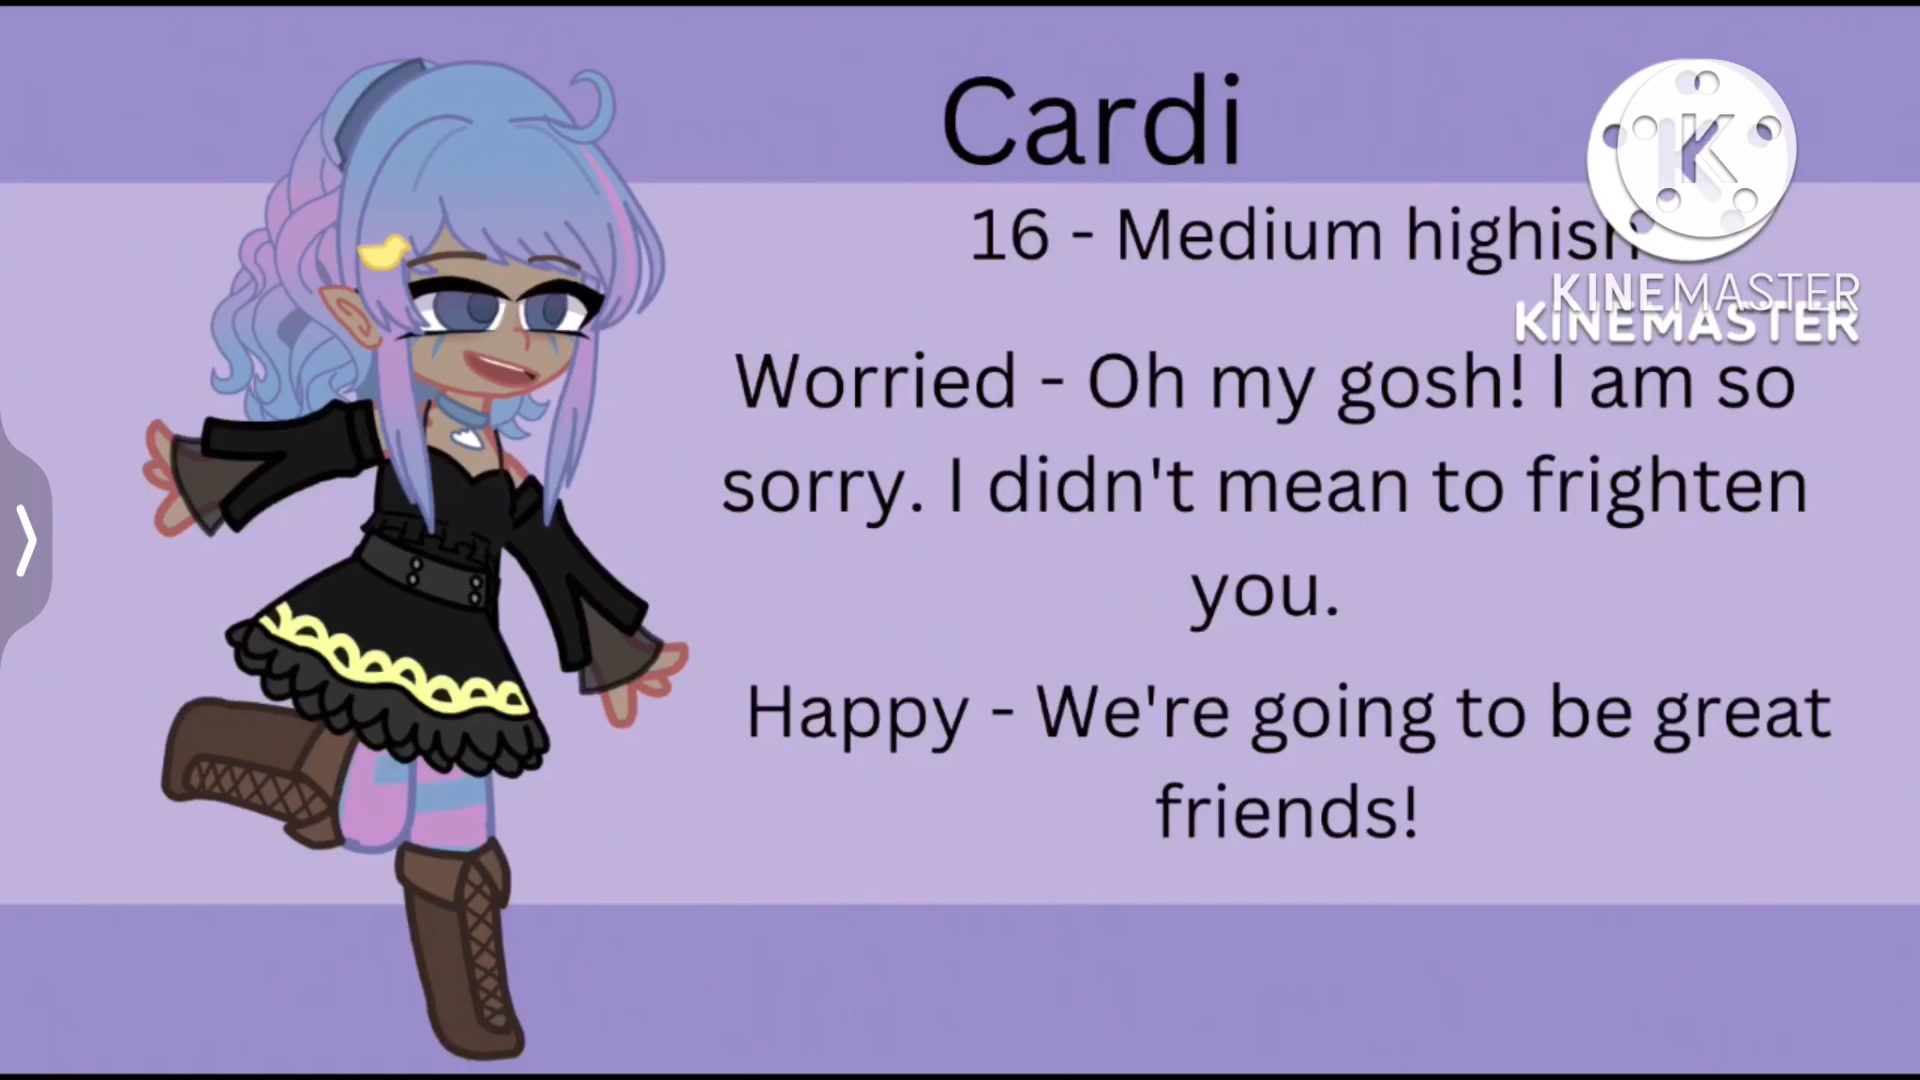 Cardi
16 - Medium highish
KINEMASTER
KINEMASTER
Worried - Oh my gosh! I am so
sorry. I didn't mean to frighten
you.
Happy - We're going to be great
friends!